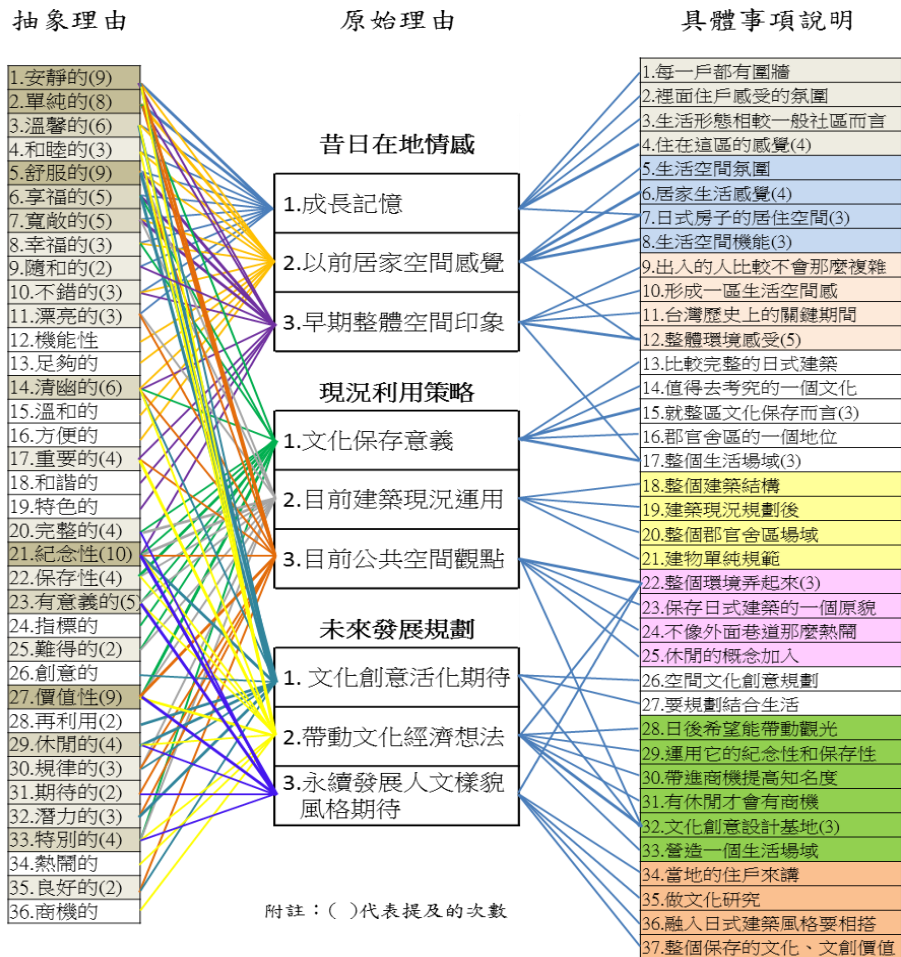 抽象理由
原始理由
具體事項說明
1.安靜的(9)
2.單純的(8)
3.溫馨的(6)
4.和睦的(3)
5.舒服的(9)
6.享福的(5)
7.寬敞的(5)
8.幸福的(3)
9.隨和的(2)
10.不錯的(3)
11.漂亮的(3)
12.機能性
13.足夠的
14.清幽的(6)
15.溫和的
16.方便的
17.重要的(4)
18.和諧的
19.特色的
20.完整的(4)
21.紀念性(10)
22.保存性(4)
23.有意義的(5)
24.指標的
25.難得的(2)
26.創意的
27.價值性(9)
28.再利用(2)
29.休閒的(4)
30.規律的(3)
31.期待的(2)
32.潛力的(3)
33.特別的(4)
34.熱鬧的
35.良好的(2)
36.商機的
昔日在地情感
1.成長記憶
2.以前居家空間感覺
3.早期整體空間印象
現況利用策略
1.文化保存意義
2.目前建築現況運用
3.目前公共空間觀點
未來發展規劃
1. 文化創意活化期待
2.帶動文化經濟想法
3.永續發展人文樣貌
風格期待
附註：( )代表提及的次數
1.每一戶都有圍牆
2.裡面住戶感受的氛圍
3.生活形態相較一般社區而言
4.住在這區的感覺(4)
5.生活空間氛圍
6.居家生活感覺(4)
7.日式房子的居住空間(3)
8.生活空間機能(3)
9.出入的人比較不會那麼複雜
10.形成一區生活空間感
11.台灣歷史上的關鍵期間
12.整體環境感受(5)
13.比較完整的日式建築
14.值得去考究的一個文化
15.就整區文化保存而言(3)
16.郡官舍區的一個地位
17.整個生活場域(3)
18.整個建築結構
19.建築現況規劃後
20.整個郡官舍區場域
21.建物單純規範
22.整個環境弄起來(3)
23.保存日式建築的一個原貌
24.不像外面巷道那麼熱鬧
25.休閒的概念加入
26.空間文化創意規劃
27.要規劃結合生活
28.日後希望能帶動觀光
29.運用它的紀念性和保存性
30.帶進商機提高知名度
31.有休閒才會有商機
32.文化創意設計基地(3)
33.營造一個生活場域
34.當地的住戶來講
35.做文化研究
36.融入日式建築風格要相搭
37.整個保存的文化、文創價值